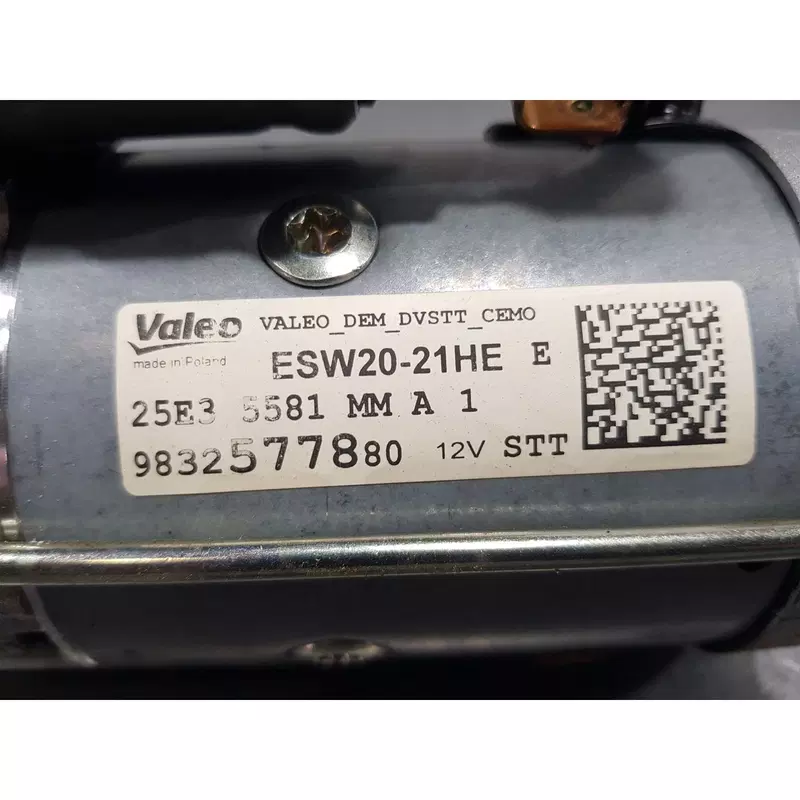 Valeo VALEO_DEM_DVSTT_CEMO
made in Poland ESW20-21HE E
25E3 5581 MM A 1
9832577880 12V STT